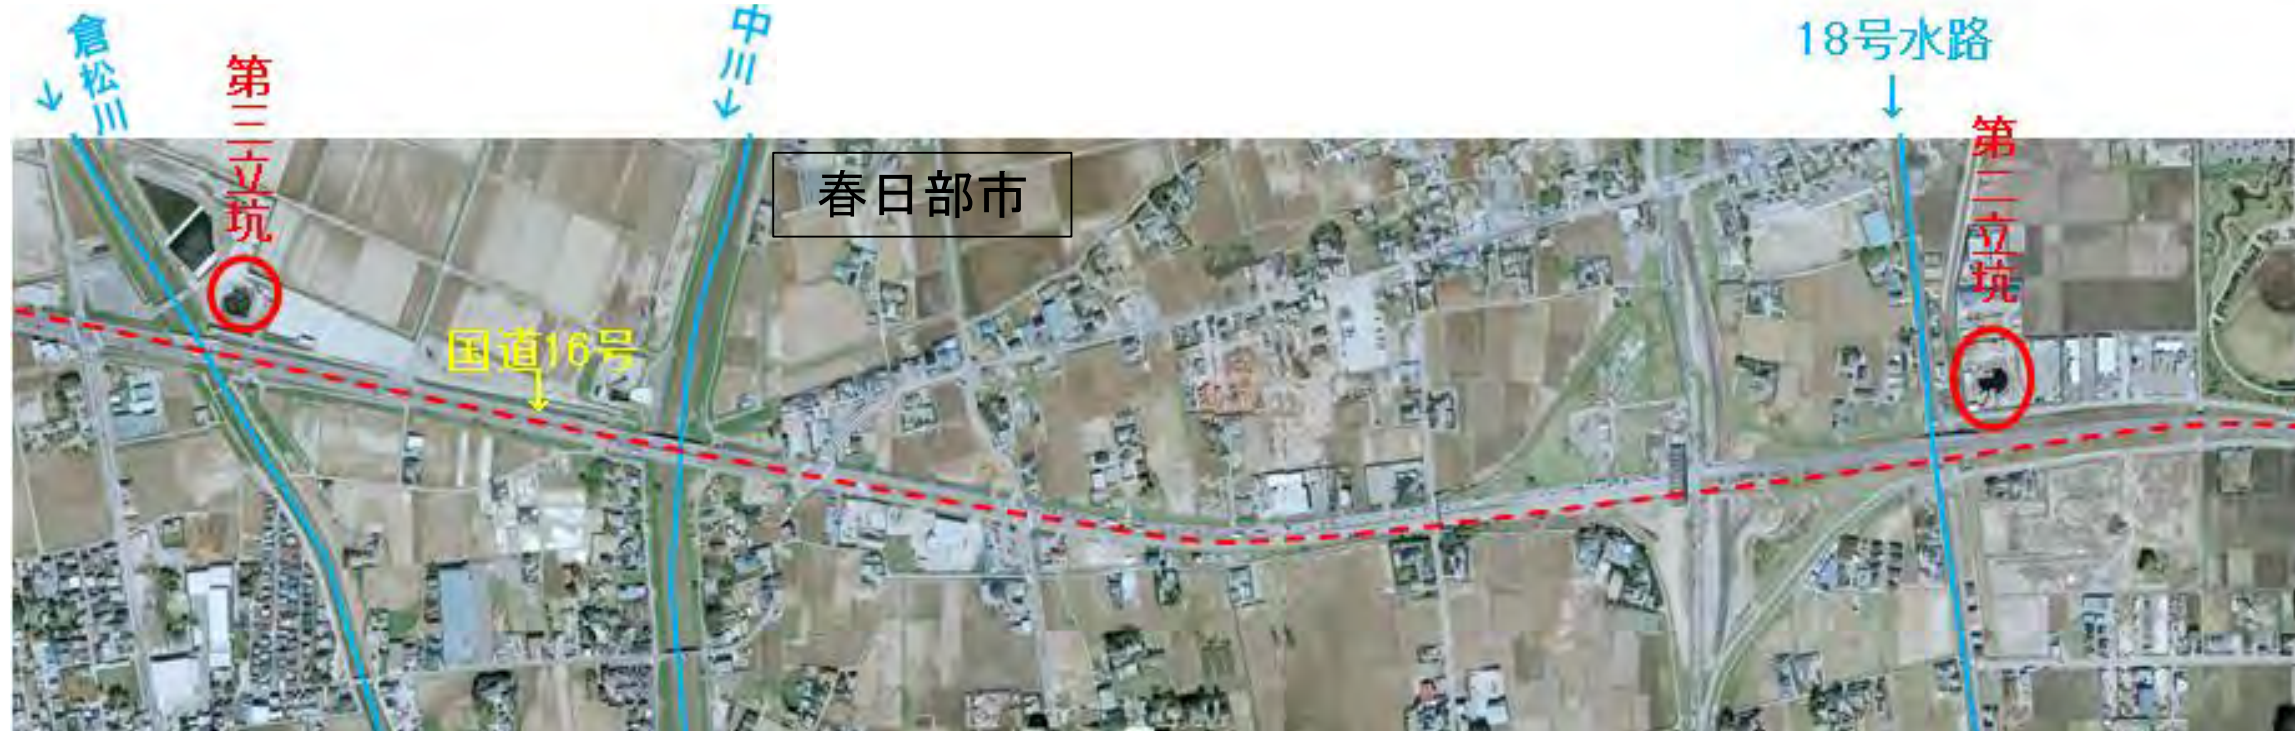 倉松川
第三立坑
中川
春日部市
18号水路
第二立坑
国道16号